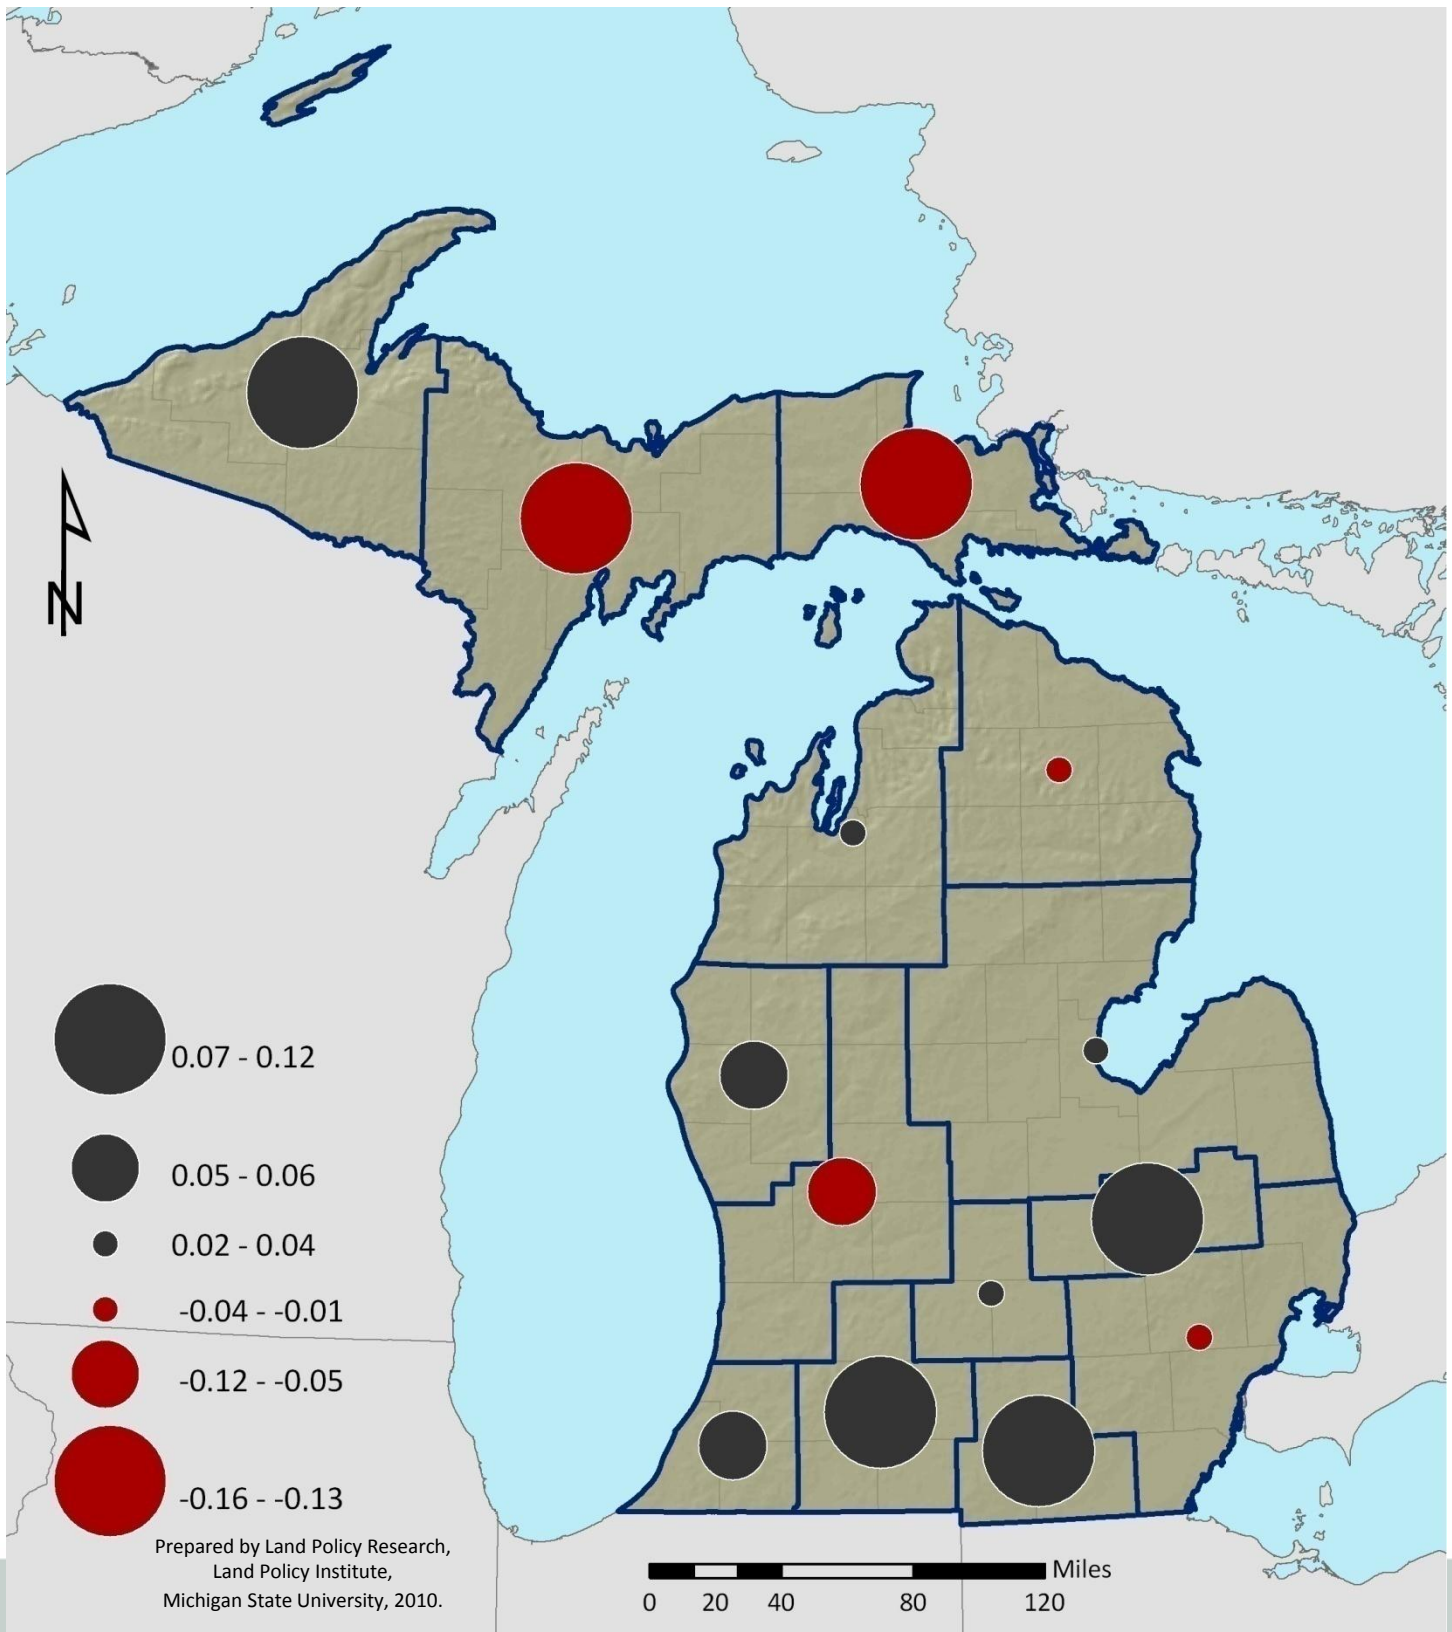 N
0.07 - 0.12
0.05 - 0.06
0.02 - 0.04
-0.04 - -0.01
-0.12 - -0.05
-0.16 - -0.13
Prepared by Land Policy Research,
Land Policy Institute,
Michigan State University, 2010.
Miles
0 20 40 80 120